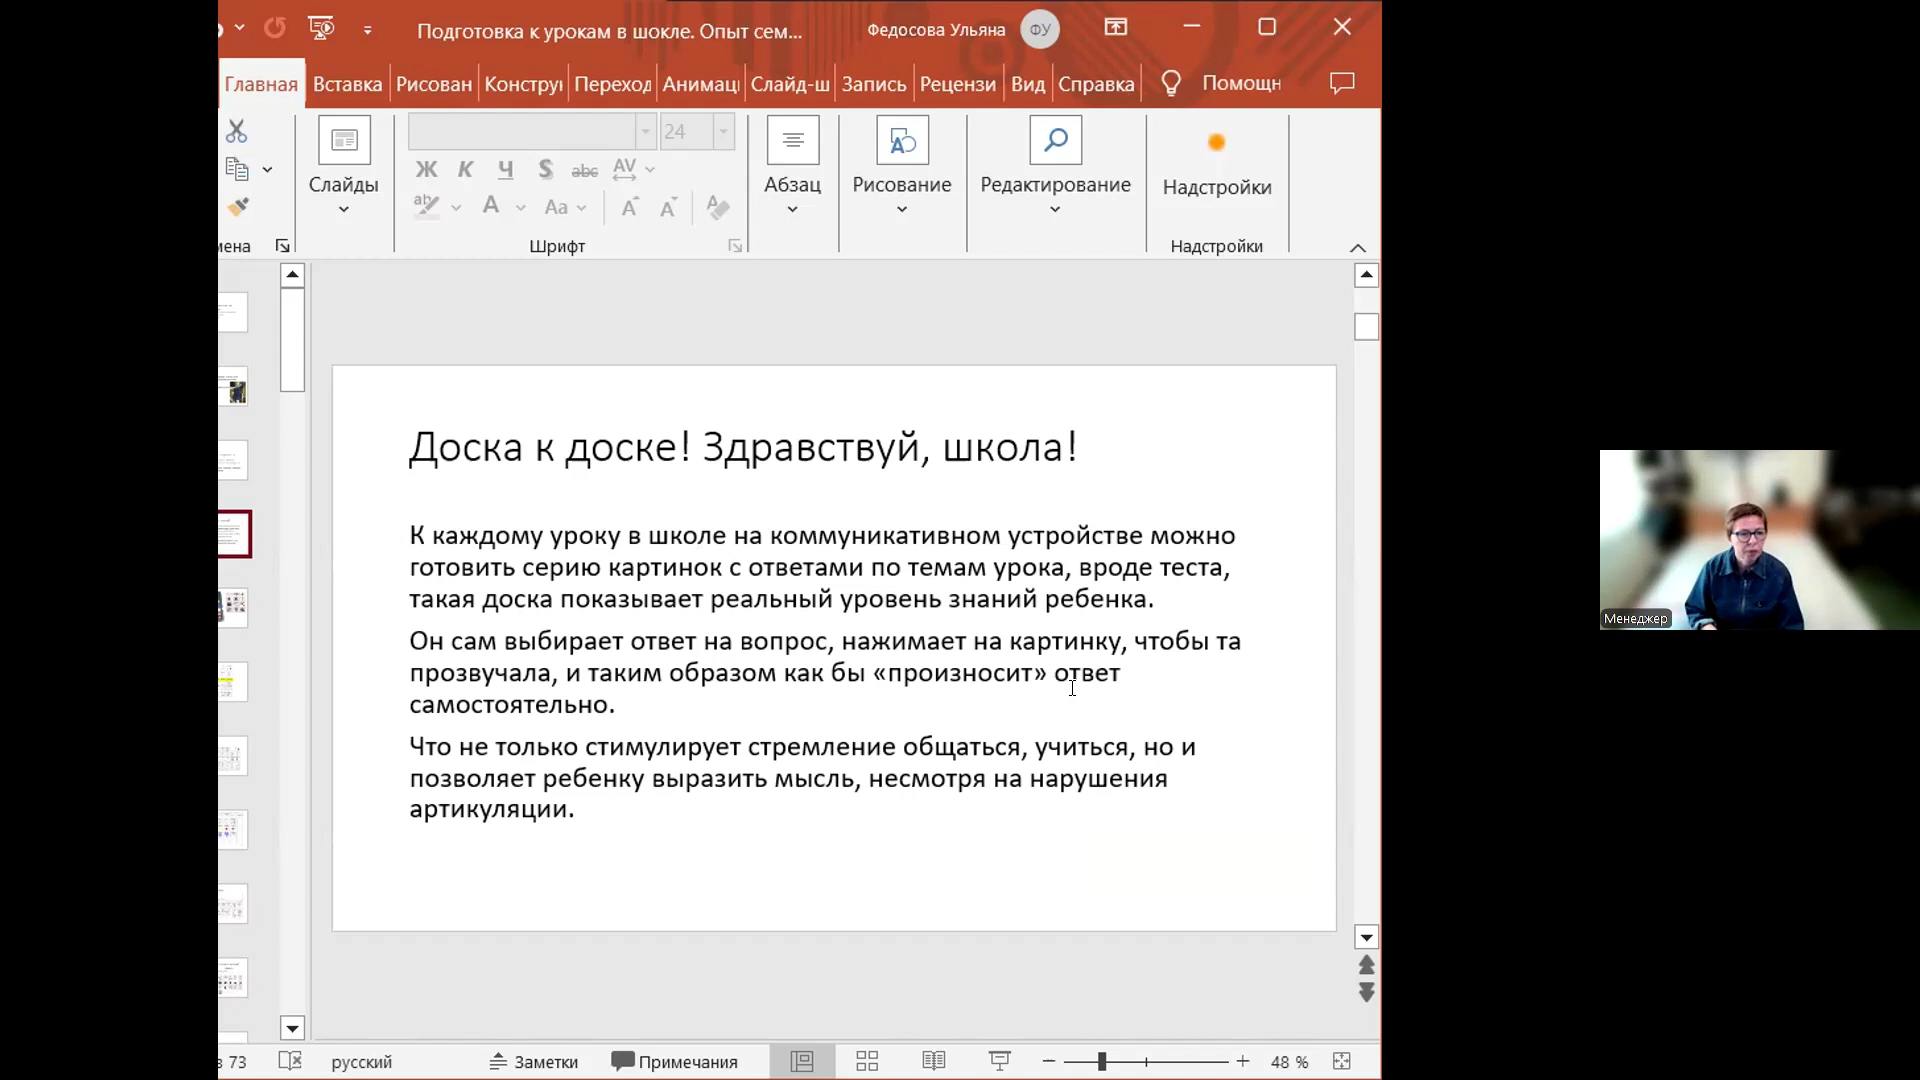 Подготовка к урокам в шокле. Опыт сем...
Федосова Ульяна
ФУ
Главная
Вставка
Рисован
Констру
Переход
Анимац
Слайд-ш
Запись
Рецензи
Вид
Справка
Помощн
Слайды
24
Ж К Ч S abc AV
ab A Aa A A A
Абзац
Рисование
Редактирование
Надстройки
мена
Шрифт
Надстройки
Доска к доске! Здравствуй, школа!
К каждому уроку в школе на коммуникативном устройстве можно
готовить серию картинок с ответами по темам урока, вроде теста,
такая доска показывает реальный уровень знаний ребенка.
Он сам выбирает ответ на вопрос, нажимает на картинку, чтобы та
прозвучала, и таким образом как бы «произносит» ответ
самостоятельно.
Что не только стимулирует стремление общаться, учиться, но и
позволяет ребенку выразить мысль, несмотря на нарушения
артикуляции.
Менеджер
з 73
русский
Заметки
Примечания
48 %